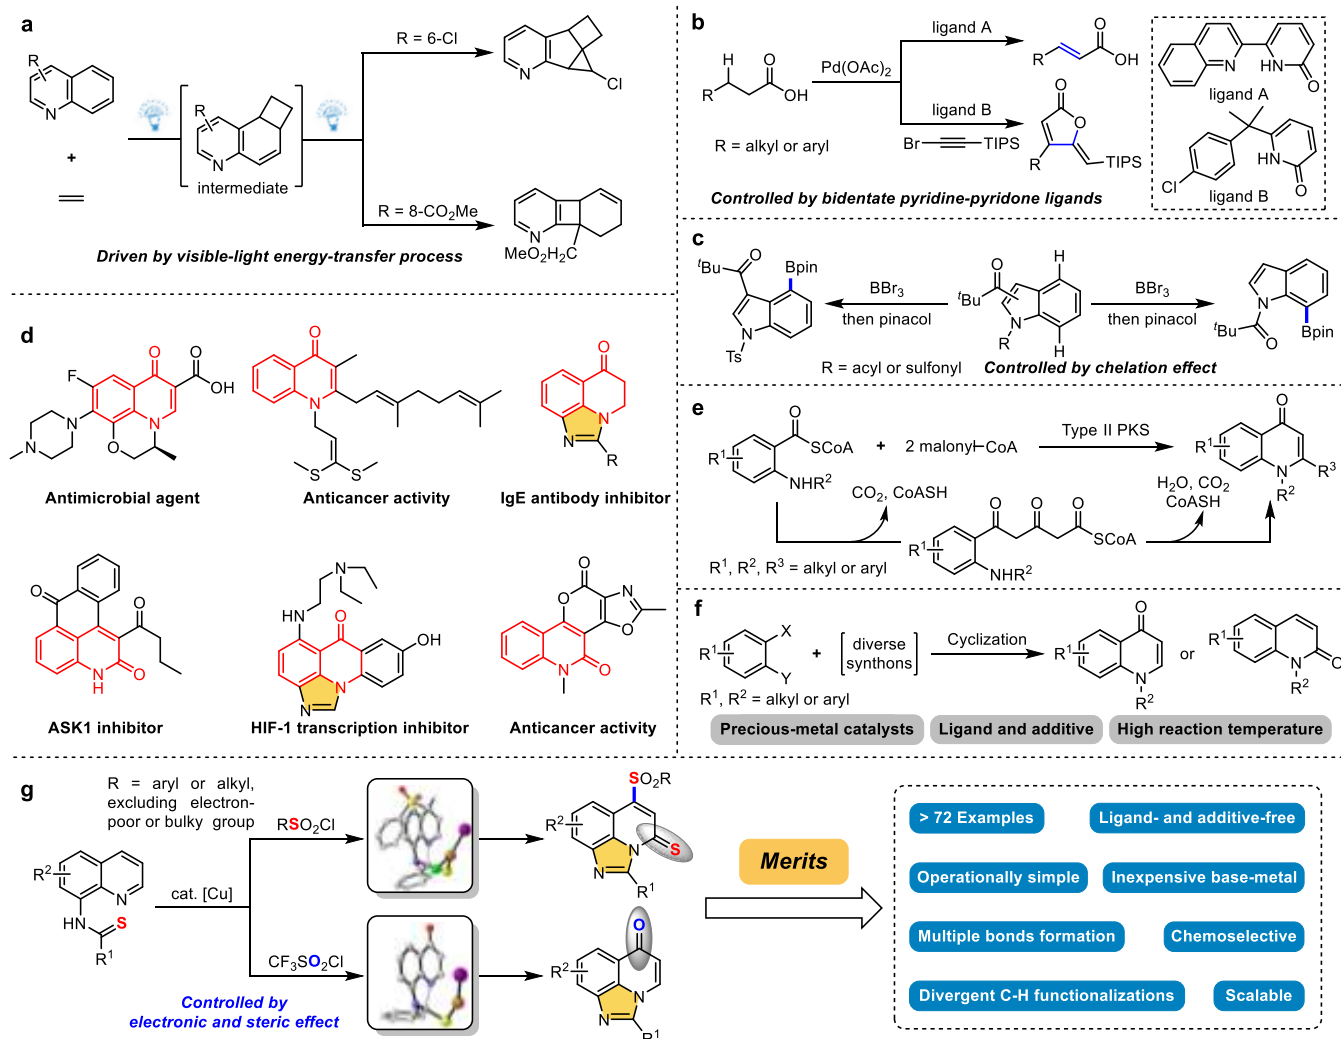 a
R
N
+
R
N
intermediate
R = 6-Cl
N
Cl
R = 8-CO2Me
N
MeO2H2C
Driven by visible-light energy-transfer process
b
H
O
R
OH
R = alkyl or aryl
Pd(OAc)2
ligand A
ligand B
Br
TIPS
O
R
OH
O
O
R
TIPS
N
HN
O
ligand A
HN
O
Cl
ligand B
Controlled by bidentate pyridine-pyridone ligands
c
O
tBu
Bpin
N
Ts
BBr3
then pinacol
O
tBu
H
N
R
H
BBr3
then pinacol
N
tBu
O
Bpin
R = acyl or sulfonyl
Controlled by chelation effect
d
O
O
F
OH
N
N
N
Me
O
Me
Antimicrobial agent
O
N
S
S
Anticancer activity
O
N
N
R
IgE antibody inhibitor
O
O
N
H
O
ASK1 inhibitor
N
HN
O
OH
N
N
HIF-1 transcription inhibitor
O
O
N
O
N
O
Me
Anticancer activity
e
O
SCoA
R1
NHR2
+ 2 malonyl-CoA
Type II PKS
O
R1
N
R3
R2
CO2, CoASH
H2O, CO2
CoASH
O
O
O
SCoA
R1
NHR2
R1, R2, R3 = alkyl or aryl
f
X
R1
Y
+
diverse
synthons
Cyclization
O
R1
N
R2
or
R1
N
O
R2
R1, R2 = alkyl or aryl
Precious-metal catalysts
Ligand and additive
High reaction temperature
g
R = aryl or alkyl,
excluding electron-
poor or bulky group
RSO2Cl
R2
N
HN
S
R1
cat. [Cu]
CF3SO2Cl
Controlled by
electronic and steric effect
SO2R
R2
N
S
N
R1
O
R2
N
N
R1
Merits
> 72 Examples
Ligand- and additive-free
Operationally simple
Inexpensive base-metal
Multiple bonds formation
Chemoselective
Divergent C-H functionalizations
Scalable